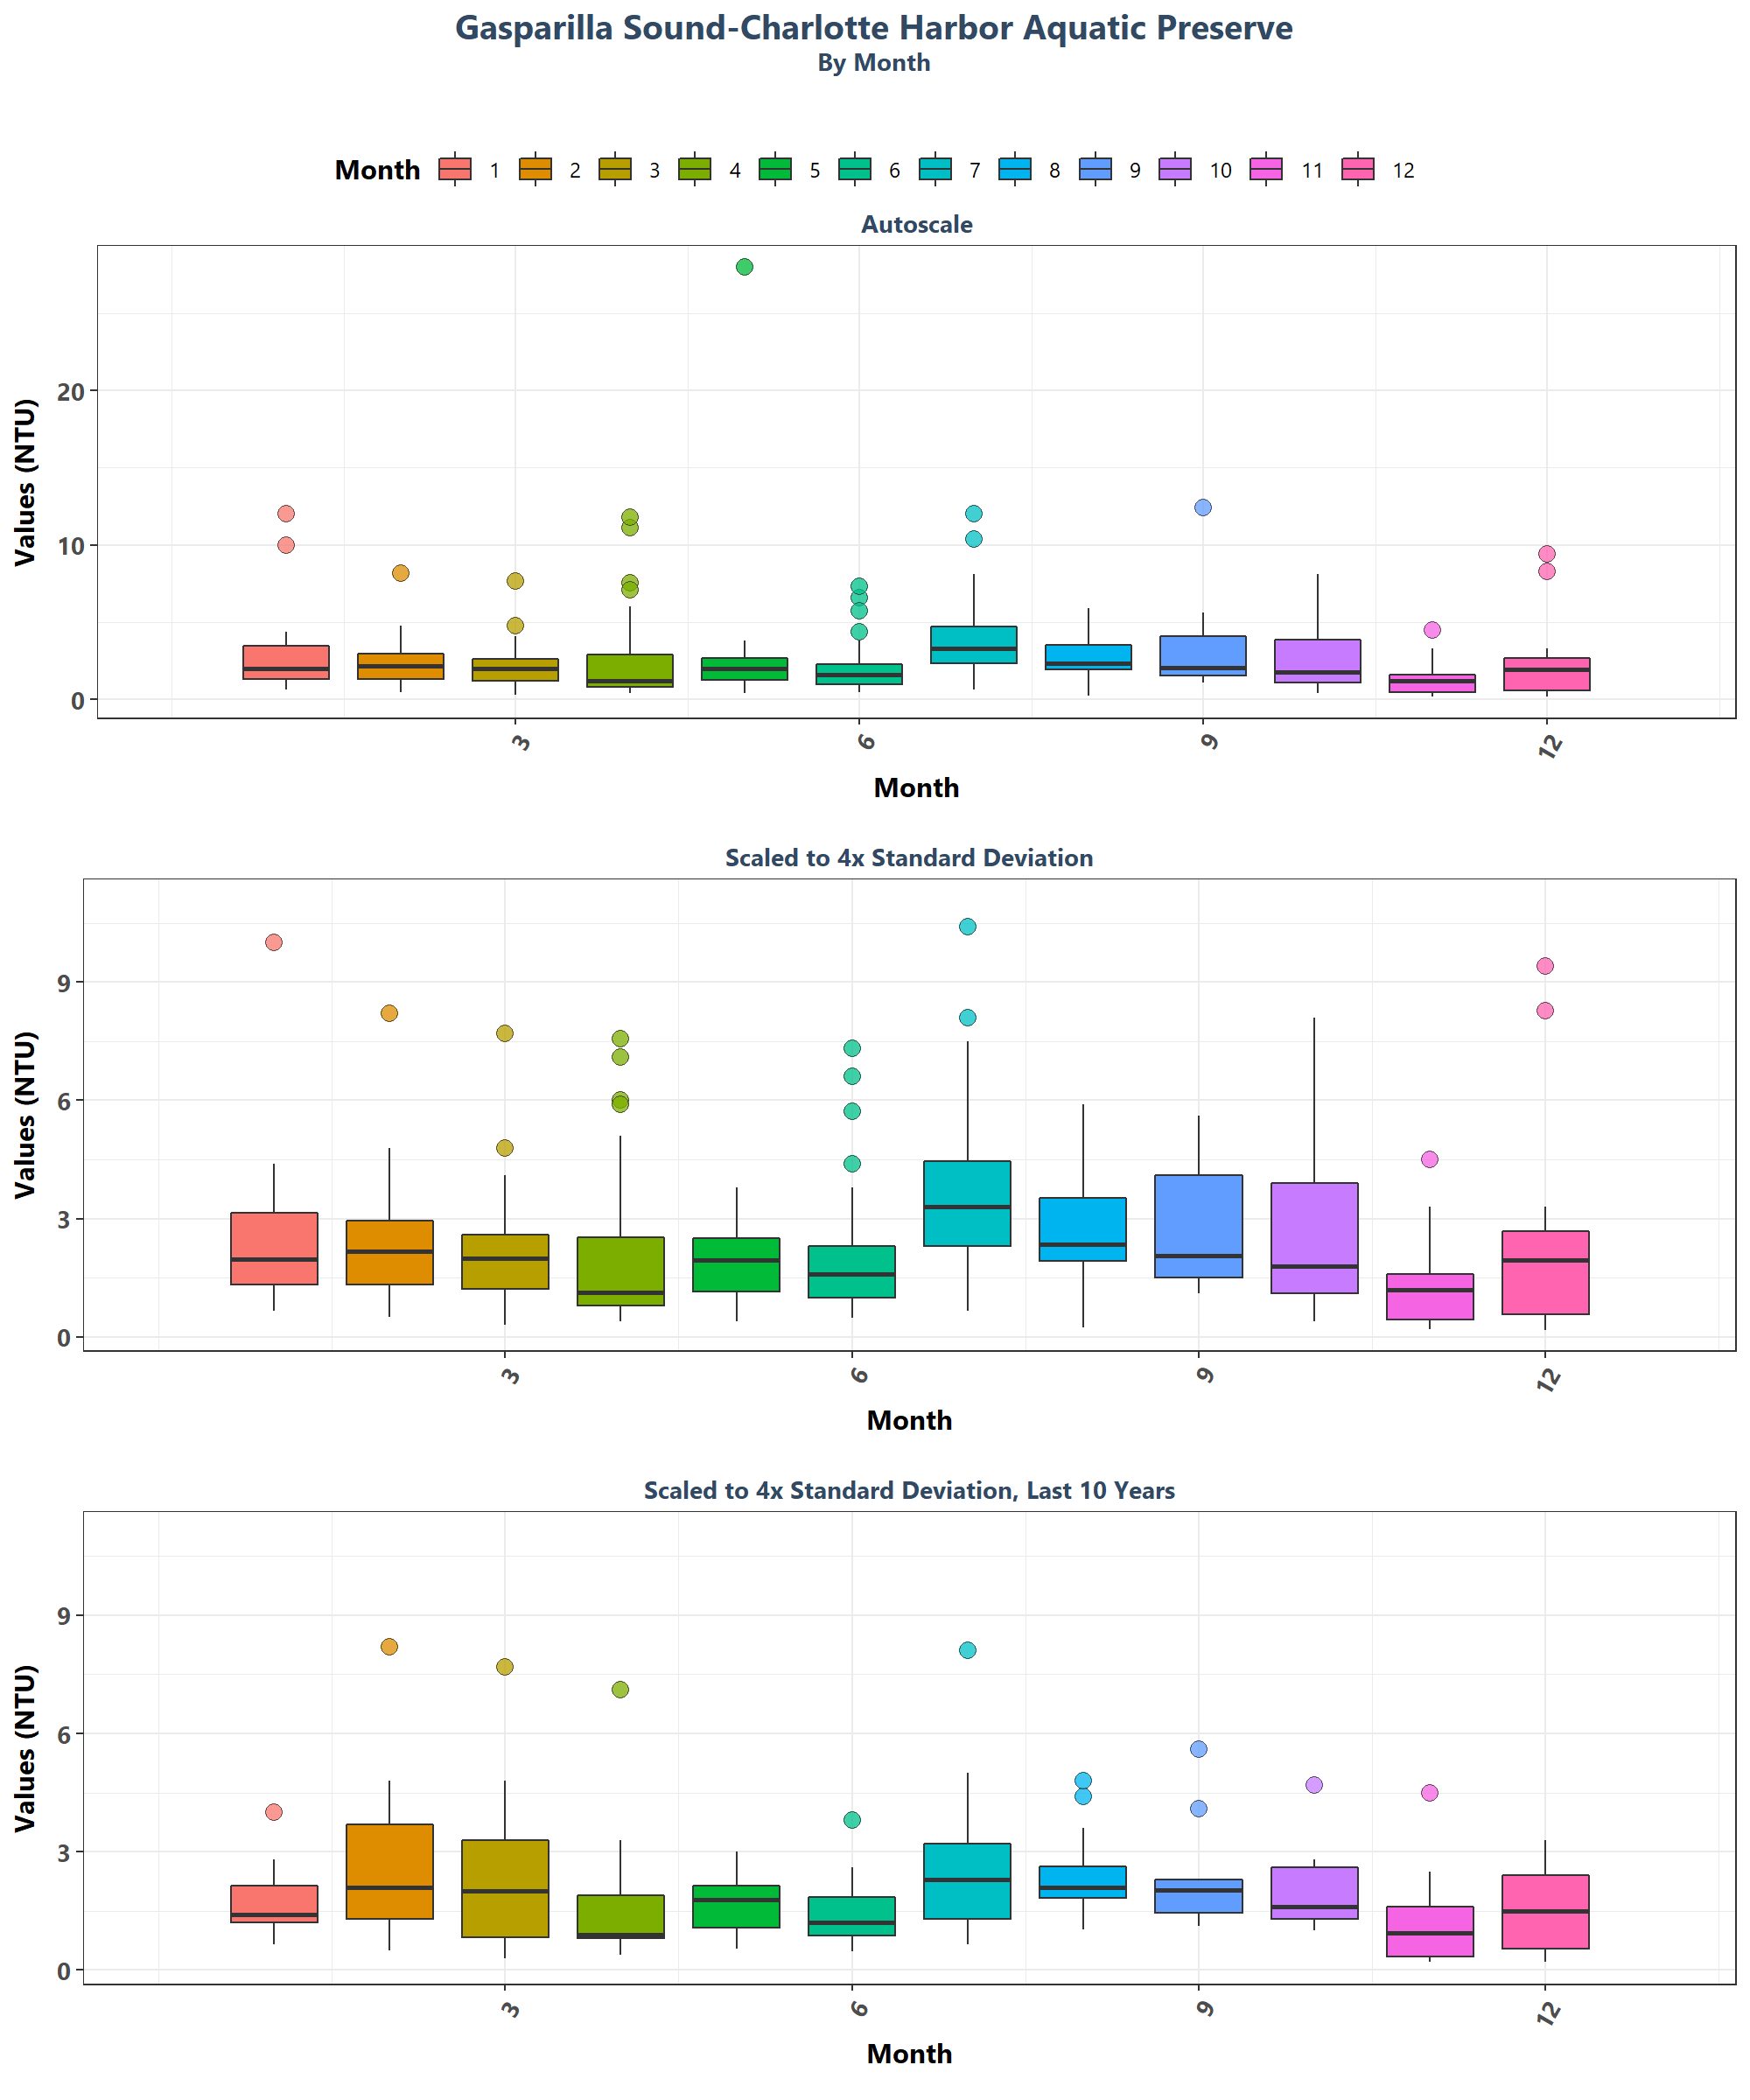 Gasparilla Sound-Charlotte Harbor Aquatic Preserve
By Month
Month 1 2 3 4 5 6 7 8 9 10 11 12
Autoscale
Values (NTU)
20
10
0
3 6 9 12
Month
Scaled to 4x Standard Deviation
Values (NTU)
9
6
3
0
3 6 9 12
Month
Scaled to 4x Standard Deviation, Last 10 Years
Values (NTU)
9
6
3
0
3 6 9 12
Month